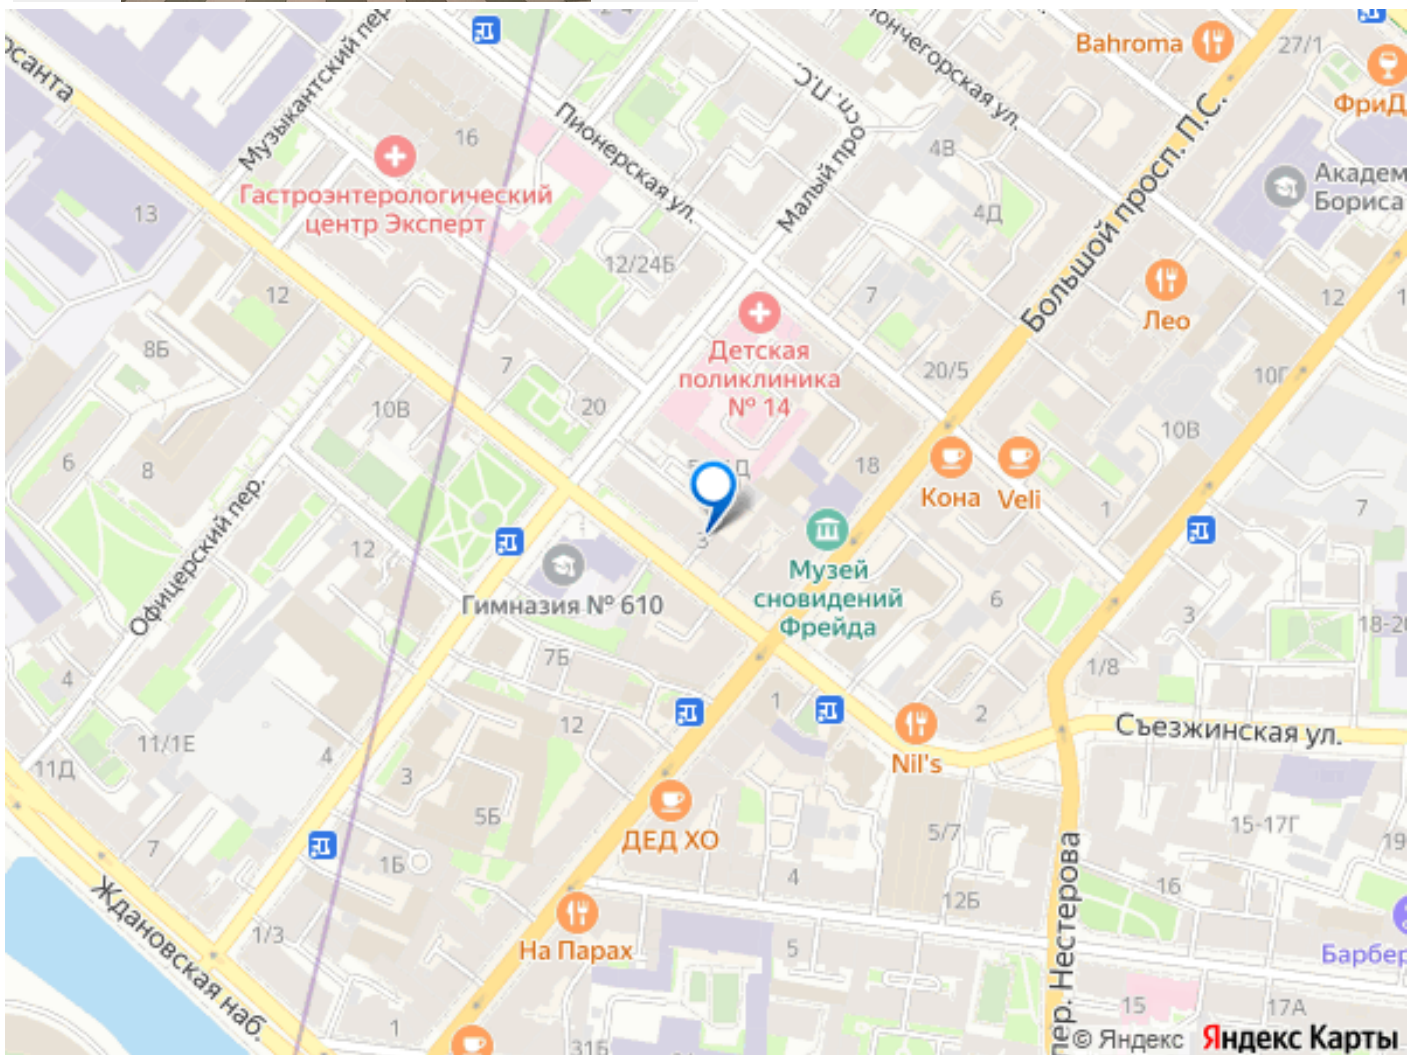 Bahroma
27/1
ФриД
Музыкантский пер.
Пионерская ул.
Малый просп. П.С.
Большой просп. П.С.
16
4В
Академ
Бориса
Гастроэнтерологический
центр Эксперт
13
4Д
12/24Б
12
7
12
Лео
8Б
7
Детская
поликлиника
№ 14
20/5
10Г
10В
20
10В
6
8
18
Кона
Veli
1
7
3
Офицерский пер.
12
Гимназия № 610
Музей
сновидений
Фрейда
6
3
18-20
7Б
1/8
4
1
2
Съезжинская ул.
11/1Е
12
11Д
4
3
Nil's
5Б
ДЕД ХО
5/7
15-17Г
19
7
1Б
4
16
12Б
Ждановская наб.
1/3
На Парах
5
пер. Нестерова
Барбер
15
17А
1
31Б
© Яндекс Яндекс Карты